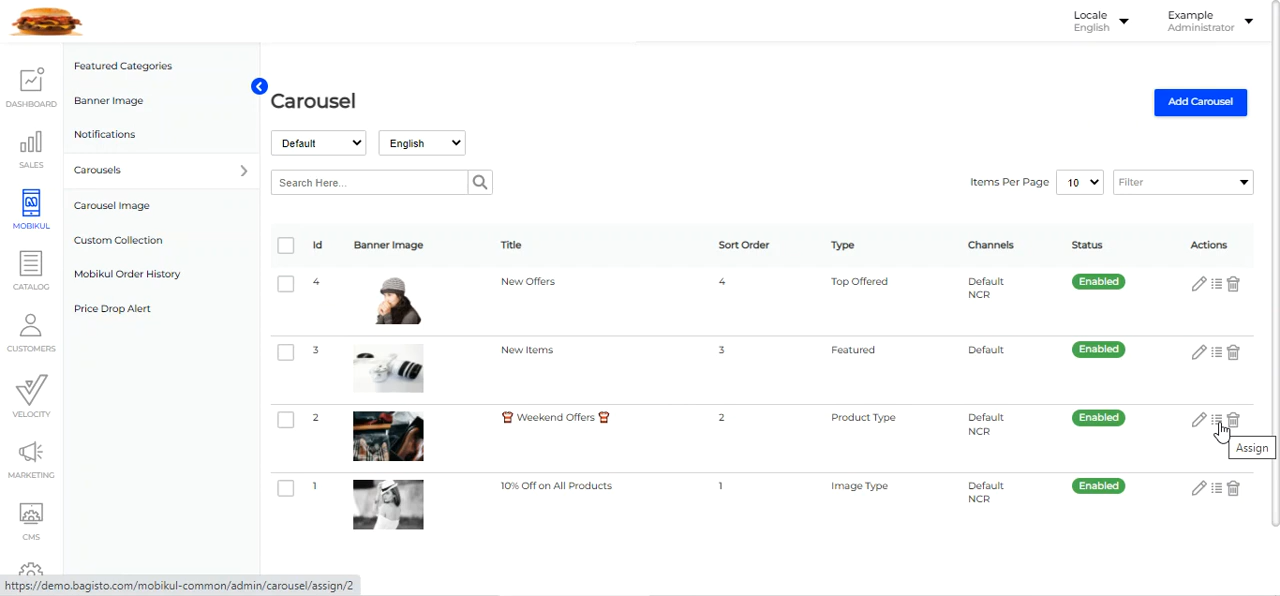 Locale
English
Example
Administrator
DASHBOARD
SALES
MOBIKUL
CATALOG
CUSTOMERS
VELOCITY
MARKETING
CMS
Featured Categories
Banner Image
Notifications
Carousels
Carousel Image
Custom Collection
Mobikul Order History
Price Drop Alert
Carousel
Add Carousel
Default
English
Search Here...
Items Per Page
10
Filter
Id Banner Image Title Sort Order Type Channels Status Actions
4 New Offers 4 Top Offered Default Enabled
NCR
3 New Items 3 Featured Default Enabled
2 Weekend Offers 2 Product Type Default Enabled
NCR
Assign
1 10% Off on All Products 1 Image Type Default Enabled
NCR
https://demo.bagisto.com/mobikul-common/admin/carousel/assign/2